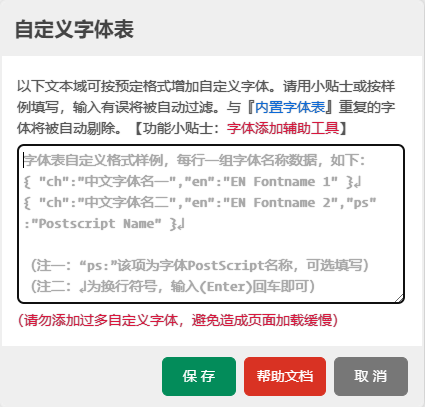 自定义字体表
以下文本域可按预定格式增加自定义字体。请用小贴士或按样
例填写，输入有误将被自动过滤。与『内置字体表』重复的字
体将被自动剔除。【功能小贴士：字体添加辅助工具】
字体表自定义格式样例，每行一组字体名称数据，如下：
{ "ch":"中文字体名一","en":"EN Fontname 1" }↲
{ "ch":"中文字体名二","en":"EN Fontname 2","ps"
:"Postscript Name" }↲
（注一：“ps:”该项为字体PostScript名称，可选填写）
（注二：↲为换行符号，输入(Enter)回车即可）
（请勿添加过多自定义字体，避免造成页面加载缓慢）
保 存
帮助文档
取 消